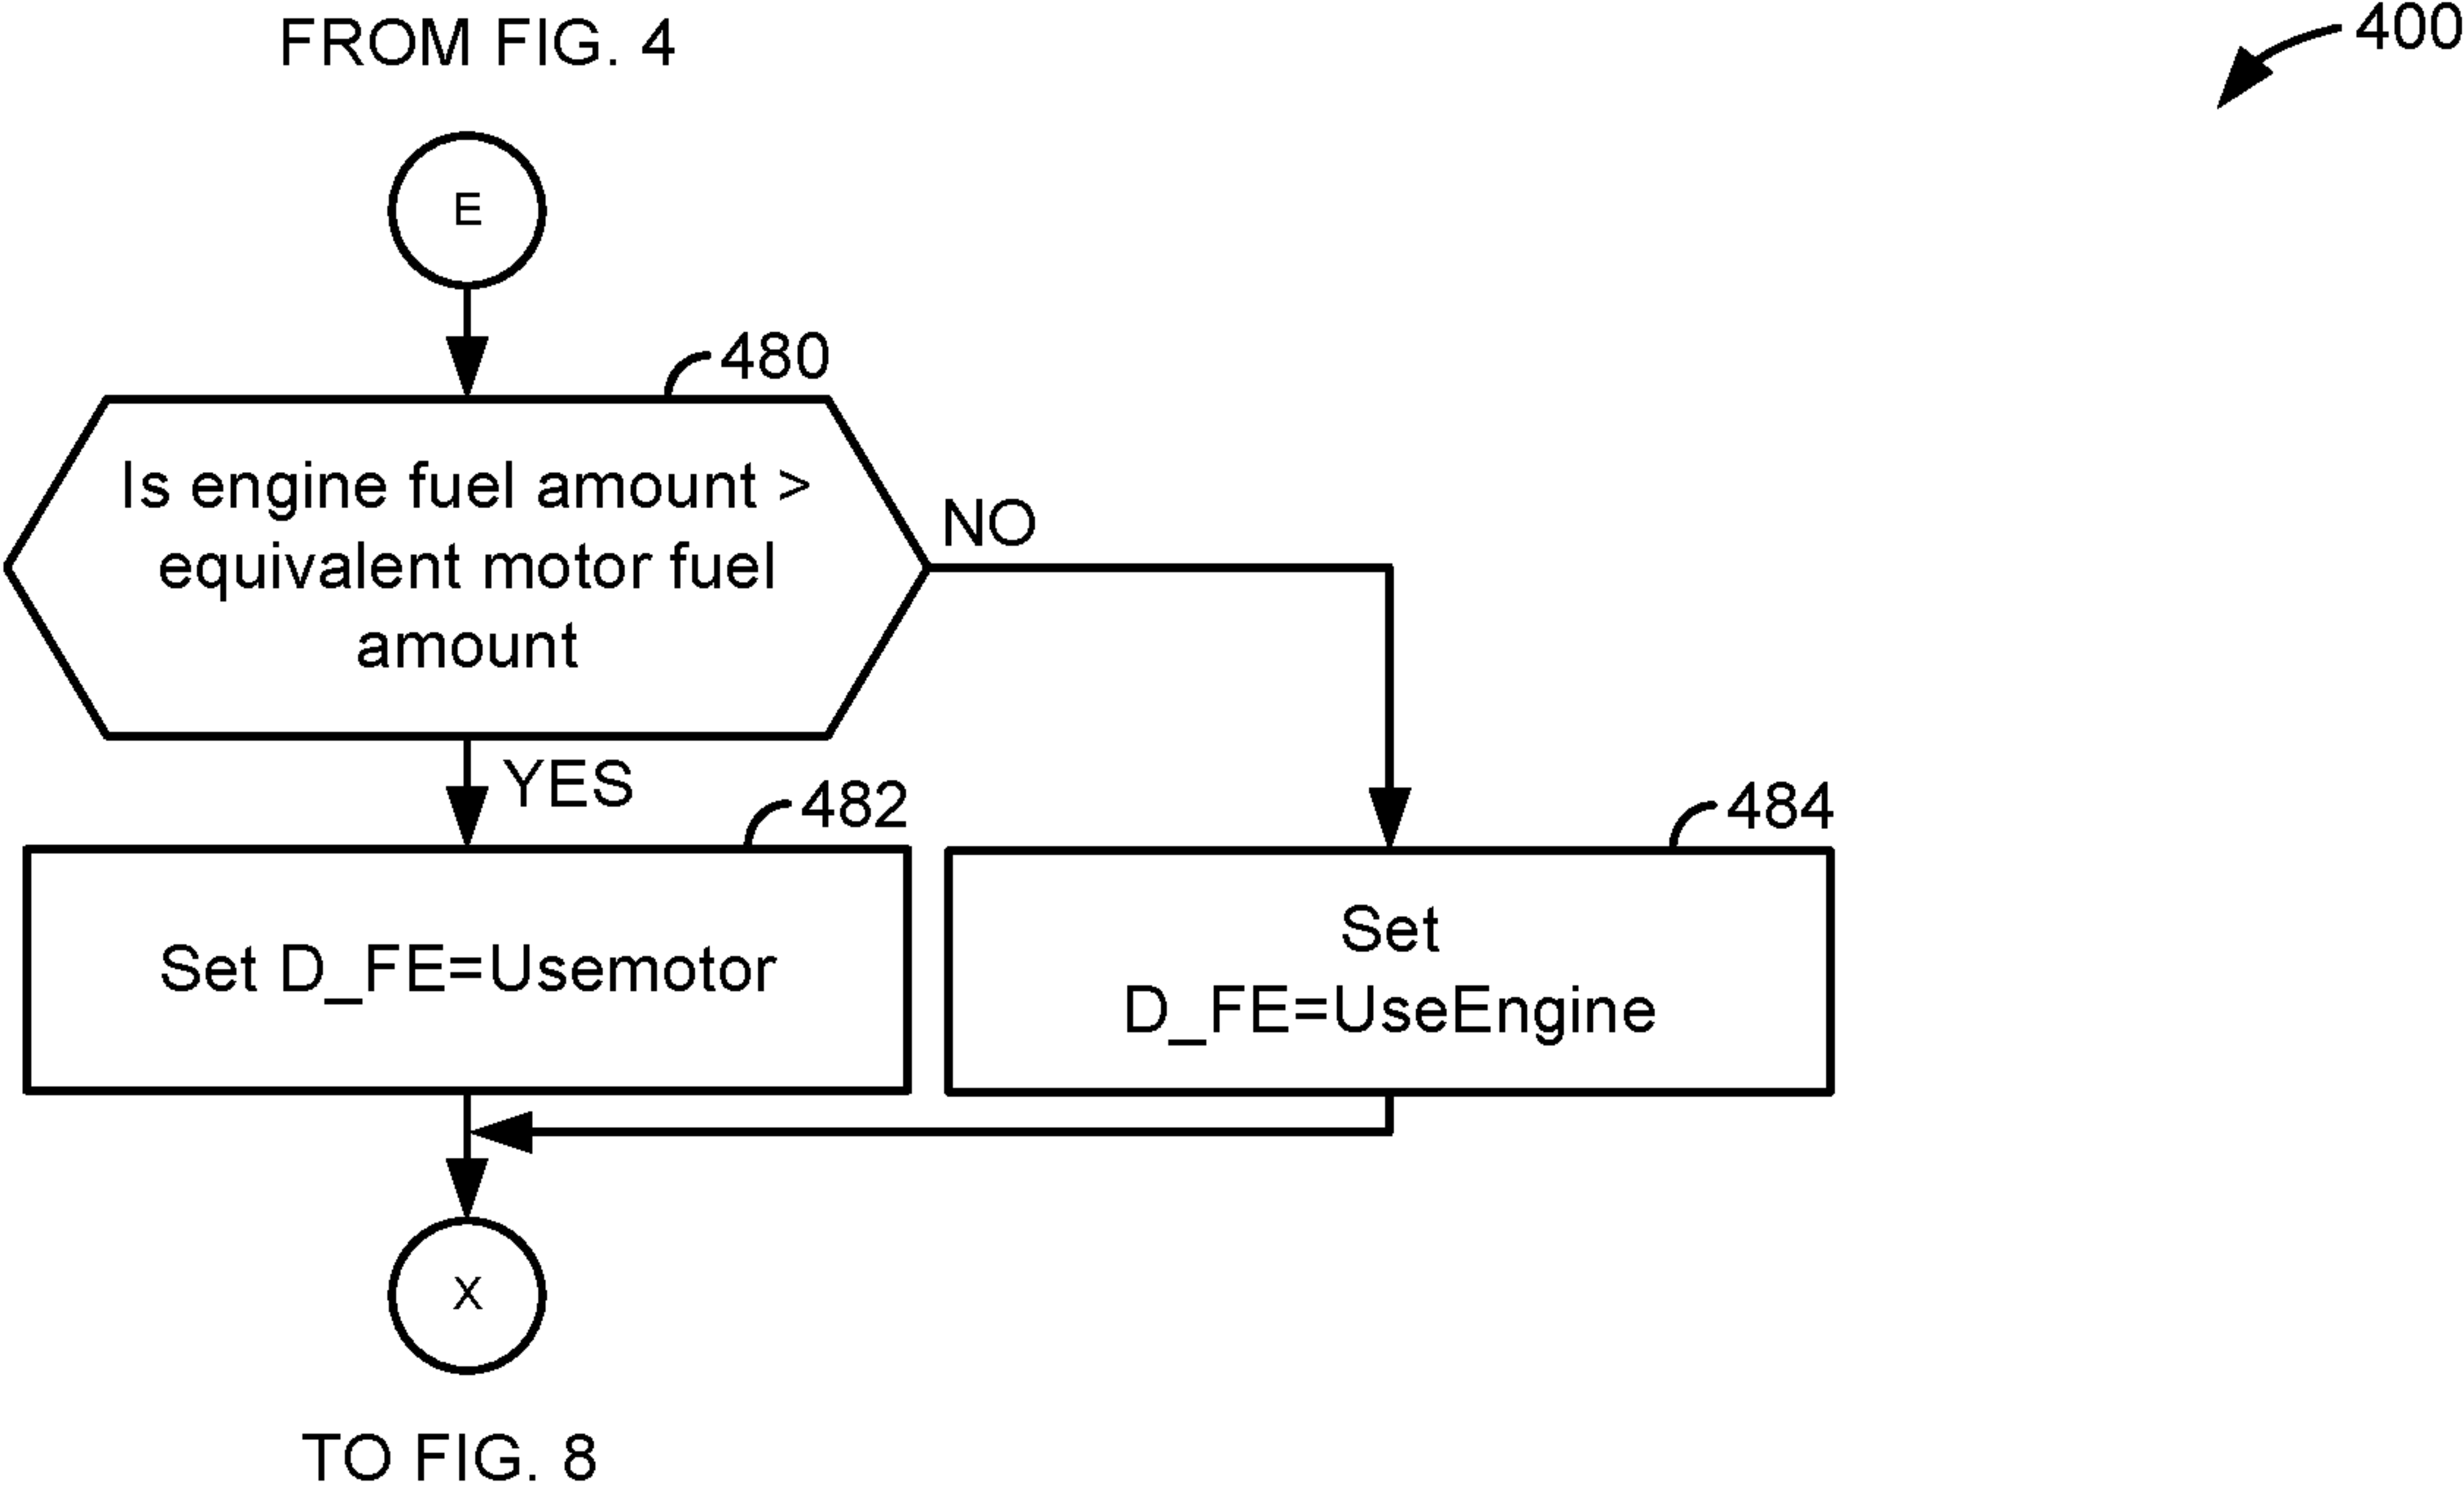 FROM FIG. 4
400
E
480
Is engine fuel amount >
equivalent motor fuel
amount
NO
YES
482
484
Set D_FE=Usemotor
Set
D_FE=UseEngine
X
TO FIG. 8